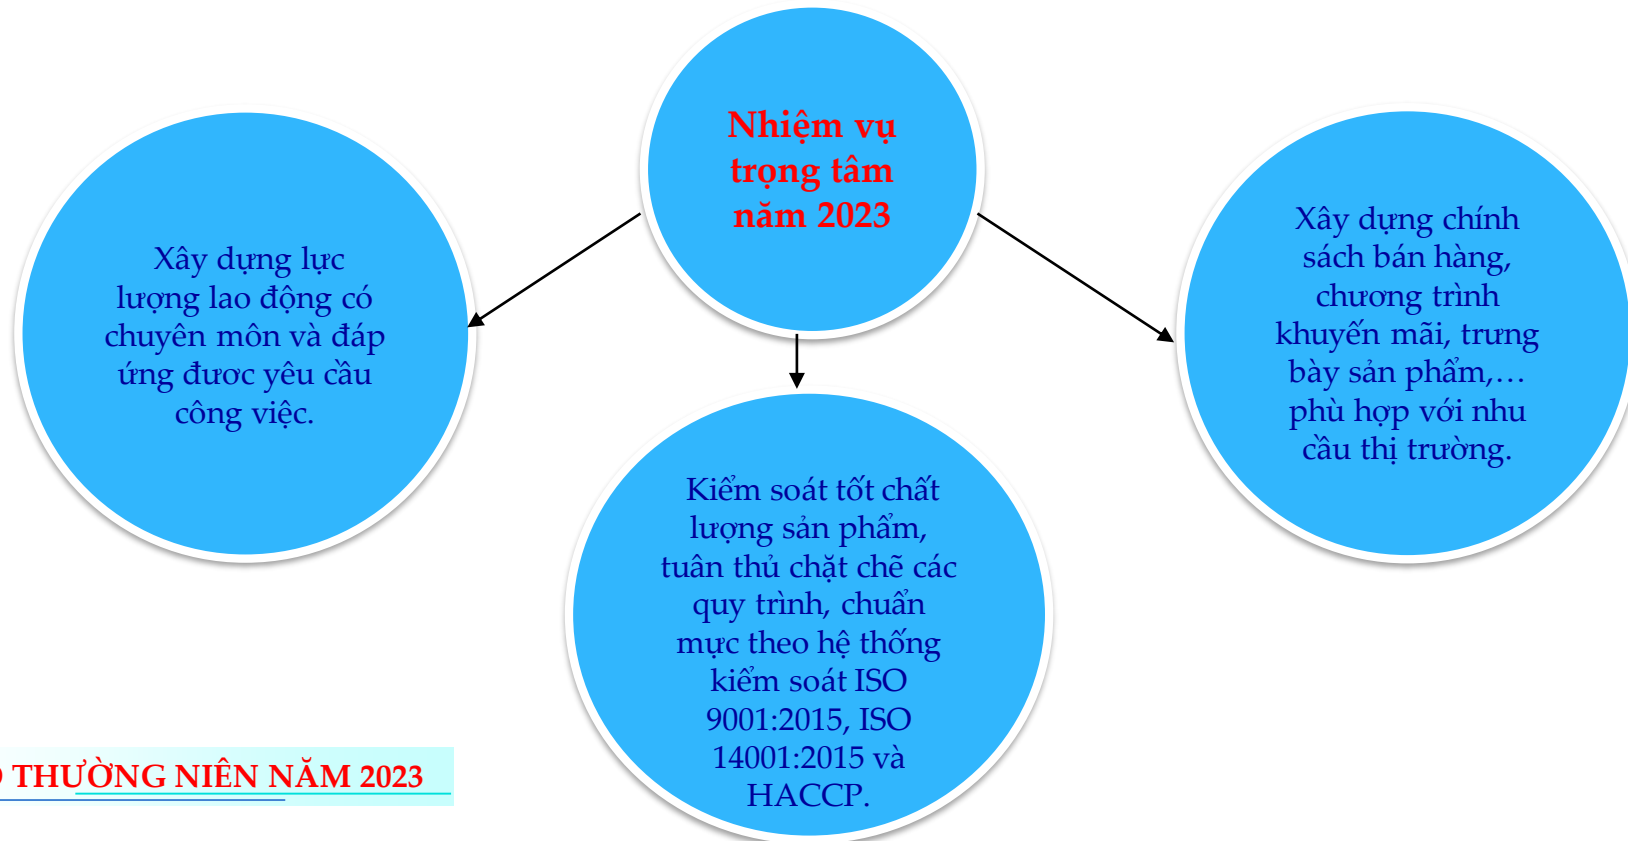 Nhiệm vụ
trọng tâm
năm 2023
Xây dựng lực
lượng lao động có
chuyên môn và đáp
ứng đươc yêu cầu
công việc.
Kiểm soát tốt chất
lượng sản phẩm,
tuân thủ chặt chẽ các
quy trình, chuẩn
mực theo hệ thống
kiểm soát ISO
9001:2015, ISO
14001:2015 và
HACCP.
Xây dựng chính
sách bán hàng,
chương trình
khuyến mãi, trưng
bày sản phẩm,…
phù hợp với nhu
cầu thị trường.
THƯỜNG NIÊN NĂM 2023